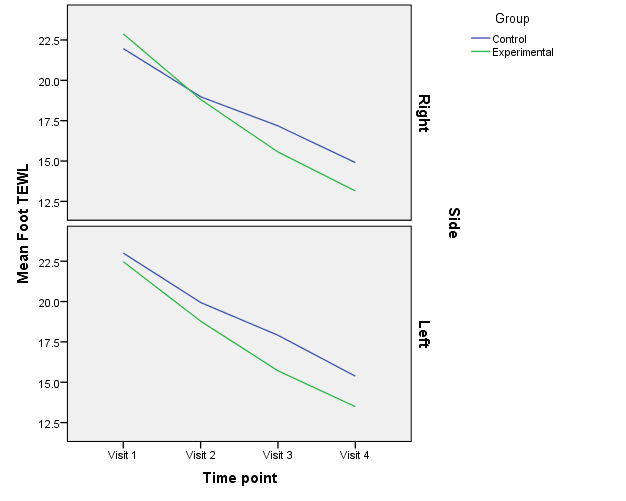 Group
Control
Experimental
Mean Foot TEWL
22.5
20.0
17.5
15.0
12.5
Right
22.5
20.0
17.5
15.0
12.5
Left
Side
Visit 1 Visit 2 Visit 3 Visit 4
Time point